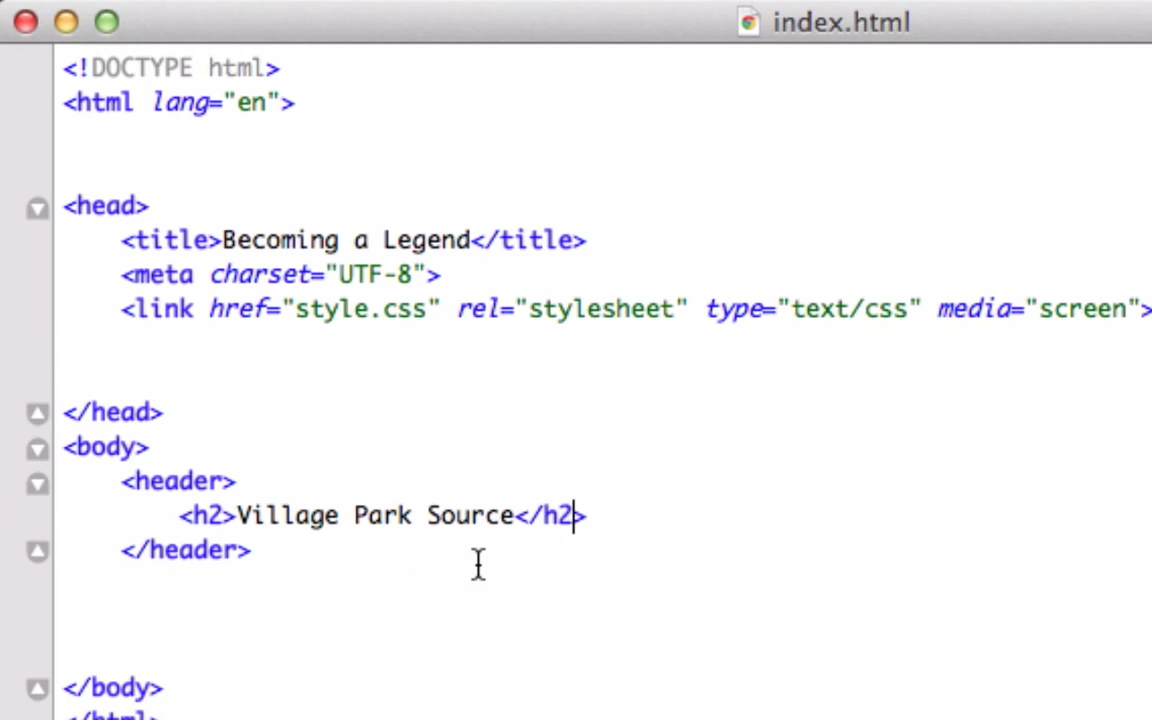 index.html
<!DOCTYPE html>
<html lang="en">
<head>
<title>Becoming a Legend</title>
<meta charset="UTF-8">
<link href="style.css" rel="stylesheet" type="text/css" media="screen">
</head>
<body>
<header>
<h2>Village Park Source</h2>
</header>
</body>
</html>